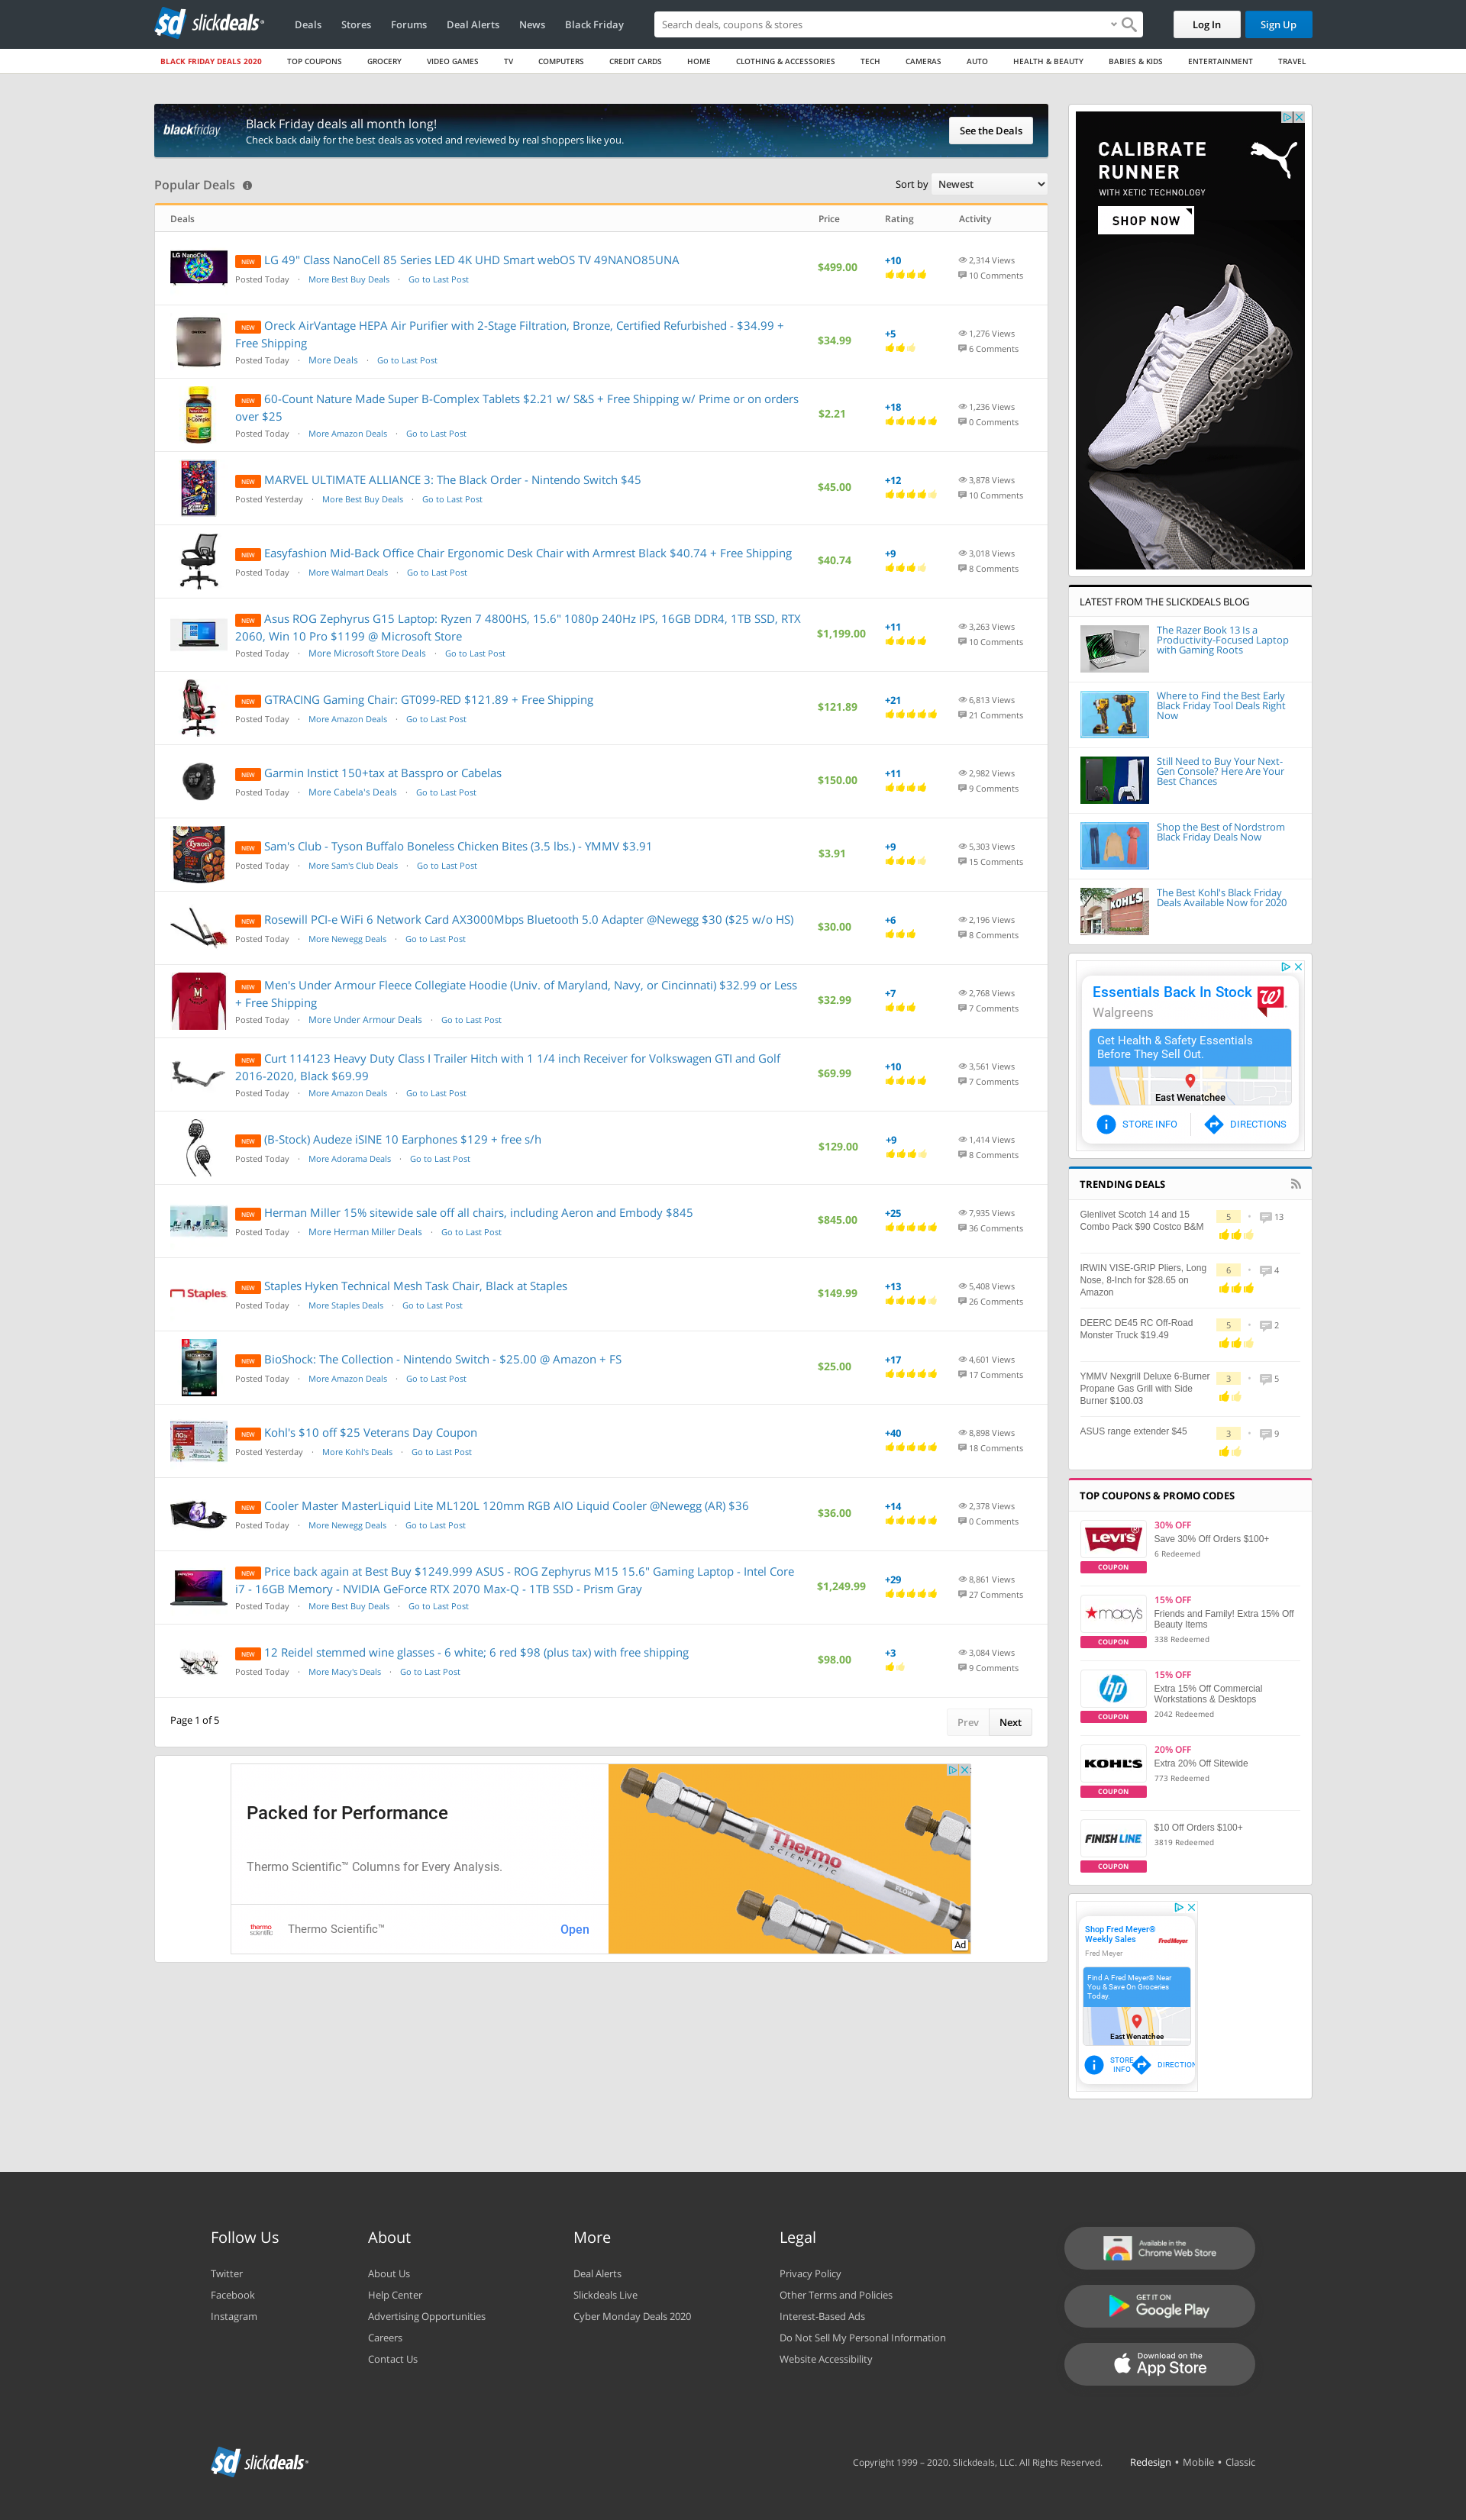 sd slickdeals
Deals
Stores
Forums
Deal Alerts
News
Black Friday
Search deals, coupons & stores
Log In
Sign Up
BLACK FRIDAY DEALS 2020
TOP COUPONS
GROCERY
VIDEO GAMES
TV
COMPUTERS
CREDIT CARDS
HOME
CLOTHING & ACCESSORIES
TECH
CAMERAS
AUTO
HEALTH & BEAUTY
BABIES & KIDS
ENTERTAINMENT
TRAVEL
blackfriday
Black Friday deals all month long!
Check back daily for the best deals as voted and reviewed by real shoppers like you.
See the Deals
Popular Deals
Sort by Newest
Deals Price Rating Activity
LG NanoCell
NEW LG 49" Class NanoCell 85 Series LED 4K UHD Smart webOS TV 49NANO85UNA
Posted Today · More Best Buy Deals · Go to Last Post
$499.00
+10
2,314 Views
10 Comments
NEW Oreck AirVantage HEPA Air Purifier with 2-Stage Filtration, Bronze, Certified Refurbished - $34.99 +
Free Shipping
Posted Today · More Deals · Go to Last Post
$34.99
+5
1,276 Views
6 Comments
NEW 60-Count Nature Made Super B-Complex Tablets $2.21 w/ S&S + Free Shipping w/ Prime or on orders
over $25
Posted Today · More Amazon Deals · Go to Last Post
$2.21
+18
1,236 Views
0 Comments
NEW MARVEL ULTIMATE ALLIANCE 3: The Black Order - Nintendo Switch $45
Posted Yesterday · More Best Buy Deals · Go to Last Post
$45.00
+12
3,878 Views
10 Comments
NEW Easyfashion Mid-Back Office Chair Ergonomic Desk Chair with Armrest Black $40.74 + Free Shipping
Posted Today · More Walmart Deals · Go to Last Post
$40.74
+9
3,018 Views
8 Comments
NEW Asus ROG Zephyrus G15 Laptop: Ryzen 7 4800HS, 15.6" 1080p 240Hz IPS, 16GB DDR4, 1TB SSD, RTX
2060, Win 10 Pro $1199 @ Microsoft Store
Posted Today · More Microsoft Store Deals · Go to Last Post
$1,199.00
+11
3,263 Views
10 Comments
NEW GTRACING Gaming Chair: GT099-RED $121.89 + Free Shipping
Posted Today · More Amazon Deals · Go to Last Post
$121.89
+21
6,813 Views
21 Comments
NEW Garmin Instict 150+tax at Basspro or Cabelas
Posted Today · More Cabela's Deals · Go to Last Post
$150.00
+11
2,982 Views
9 Comments
Tyson
NEW Sam's Club - Tyson Buffalo Boneless Chicken Bites (3.5 lbs.) - YMMV $3.91
Posted Today · More Sam's Club Deals · Go to Last Post
$3.91
+9
5,303 Views
15 Comments
NEW Rosewill PCI-e WiFi 6 Network Card AX3000Mbps Bluetooth 5.0 Adapter @Newegg $30 ($25 w/o HS)
Posted Today · More Newegg Deals · Go to Last Post
$30.00
+6
2,196 Views
8 Comments
M
NEW Men's Under Armour Fleece Collegiate Hoodie (Univ. of Maryland, Navy, or Cincinnati) $32.99 or Less
+ Free Shipping
Posted Today · More Under Armour Deals · Go to Last Post
$32.99
+7
2,768 Views
7 Comments
NEW Curt 114123 Heavy Duty Class I Trailer Hitch with 1 1/4 inch Receiver for Volkswagen GTI and Golf
2016-2020, Black $69.99
Posted Today · More Amazon Deals · Go to Last Post
$69.99
+10
3,561 Views
7 Comments
NEW (B-Stock) Audeze iSINE 10 Earphones $129 + free s/h
Posted Today · More Adorama Deals · Go to Last Post
$129.00
+9
1,414 Views
8 Comments
NEW Herman Miller 15% sitewide sale off all chairs, including Aeron and Embody $845
Posted Today · More Herman Miller Deals · Go to Last Post
$845.00
+25
7,935 Views
36 Comments
Staples
NEW Staples Hyken Technical Mesh Task Chair, Black at Staples
Posted Today · More Staples Deals · Go to Last Post
$149.99
+13
5,408 Views
26 Comments
NEW BioShock: The Collection - Nintendo Switch - $25.00 @ Amazon + FS
Posted Today · More Amazon Deals · Go to Last Post
$25.00
+17
4,601 Views
17 Comments
NEW Kohl's $10 off $25 Veterans Day Coupon
Posted Yesterday · More Kohl's Deals · Go to Last Post
+40
8,898 Views
18 Comments
NEW Cooler Master MasterLiquid Lite ML120L 120mm RGB AIO Liquid Cooler @Newegg (AR) $36
Posted Today · More Newegg Deals · Go to Last Post
$36.00
+14
2,378 Views
0 Comments
NEW Price back again at Best Buy $1249.999 ASUS - ROG Zephyrus M15 15.6" Gaming Laptop - Intel Core
i7 - 16GB Memory - NVIDIA GeForce RTX 2070 Max-Q - 1TB SSD - Prism Gray
Posted Today · More Best Buy Deals · Go to Last Post
$1,249.99
+29
8,861 Views
27 Comments
NEW 12 Reidel stemmed wine glasses - 6 white; 6 red $98 (plus tax) with free shipping
Posted Today · More Macy's Deals · Go to Last Post
$98.00
+3
3,084 Views
9 Comments
Page 1 of 5
Prev
Next
Packed for Performance
Thermo Scientific™ Columns for Every Analysis.
thermo
scientific
Thermo Scientific™
Open
Thermo
SCIENTIFIC
FLOW
Ad
CALIBRATE
RUNNER
WITH XETIC TECHNOLOGY
SHOP NOW
LATEST FROM THE SLICKDEALS BLOG
The Razer Book 13 Is a
Productivity-Focused Laptop
with Gaming Roots
Where to Find the Best Early
Black Friday Tool Deals Right
Now
Still Need to Buy Your Next-
Gen Console? Here Are Your
Best Chances
Shop the Best of Nordstrom
Black Friday Deals Now
KOHL'S
The Best Kohl's Black Friday
Deals Available Now for 2020
Essentials Back In Stock
Walgreens
Get Health & Safety Essentials
Before They Sell Out.
East Wenatchee
STORE INFO
DIRECTIONS
TRENDING DEALS
Glenlivet Scotch 14 and 15
Combo Pack $90 Costco B&M
5 • 13
IRWIN VISE-GRIP Pliers, Long
Nose, 8-Inch for $28.65 on
Amazon
6 • 4
DEERC DE45 RC Off-Road
Monster Truck $19.49
5 • 2
YMMV Nexgrill Deluxe 6-Burner
Propane Gas Grill with Side
Burner $100.03
3 • 5
ASUS range extender $45
3 • 9
TOP COUPONS & PROMO CODES
LEVI'S
COUPON
30% OFF
Save 30% Off Orders $100+
6 Redeemed
macy's
COUPON
15% OFF
Friends and Family! Extra 15% Off
Beauty Items
338 Redeemed
hp
COUPON
15% OFF
Extra 15% Off Commercial
Workstations & Desktops
2042 Redeemed
KOHL'S
COUPON
20% OFF
Extra 20% Off Sitewide
773 Redeemed
FINISH LINE
COUPON
$10 Off Orders $100+
3819 Redeemed
Shop Fred Meyer®
Weekly Sales
Fred Meyer
Fred Meyer
Find A Fred Meyer® Near
You & Save On Groceries
Today.
East Wenatchee
STORE
INFO
DIRECTION
Follow Us
Twitter
Facebook
Instagram
About
About Us
Help Center
Advertising Opportunities
Careers
Contact Us
More
Deal Alerts
Slickdeals Live
Cyber Monday Deals 2020
Legal
Privacy Policy
Other Terms and Policies
Interest-Based Ads
Do Not Sell My Personal Information
Website Accessibility
Available in the
Chrome Web Store
GET IT ON
Google Play
Download on the
App Store
sd slickdeals
Copyright 1999 – 2020. Slickdeals, LLC. All Rights Reserved.
Redesign • Mobile • Classic